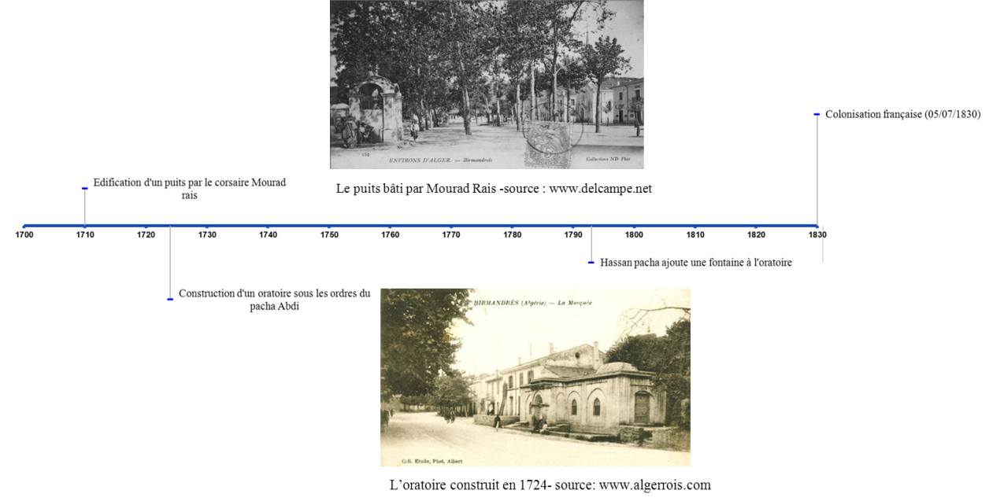 154
ENVIRONS D'ALGER. — Birmandreis
Collections ND Phot
Le puits bâti par Mourad Rais -source : www.delcampe.net
Colonisation française (05/07/1830)
Edification d'un puits par le corsaire Mourad
rais
1700 1710 1720 1730 1740 1750 1760 1770 1780 1790 1800 1810 1820 1830
Hassan pacha ajoute une fontaine à l'oratoire
Construction d'un oratoire sous les ordres du
pacha Abdi
BIRMANDRÈS (Algérie) — La Mosquée
Coll. Etoile, Phot. Albert
L’oratoire construit en 1724- source: www.algerrois.com